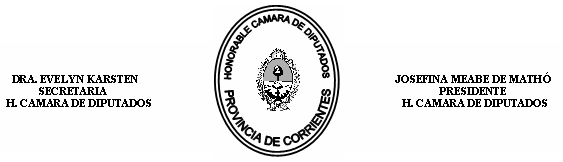 DRA. EVELYN KARSTEN
SECRETARIA
H. CAMARA DE DIPUTADOS
HONORABLE CAMARA DE DIPUTADOS
PROVINCIA DE CORRIENTES
JOSEFINA MEABE DE MATHÓ
PRESIDENTE
H. CAMARA DE DIPUTADOS